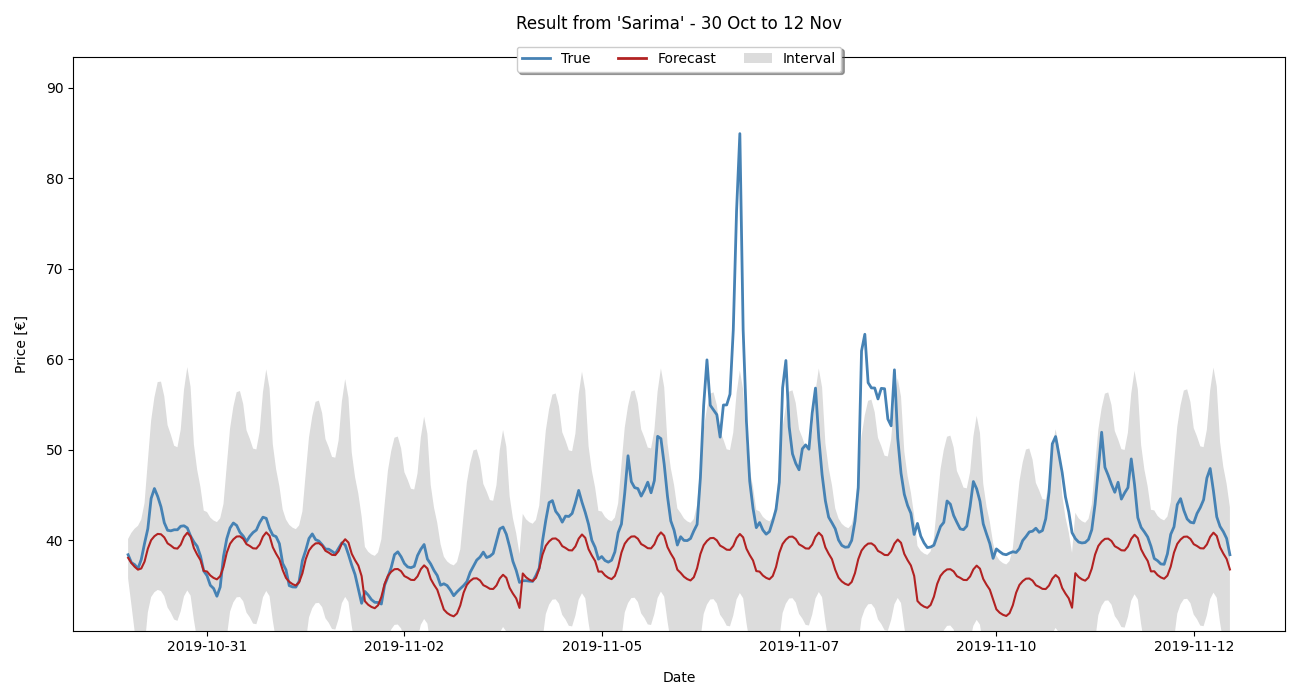 Result from 'Sarima' - 30 Oct to 12 Nov
True Forecast Interval
90
80
70
60
50
40
Price [€]
2019-10-31 2019-11-02 2019-11-05 2019-11-07 2019-11-10 2019-11-12
Date